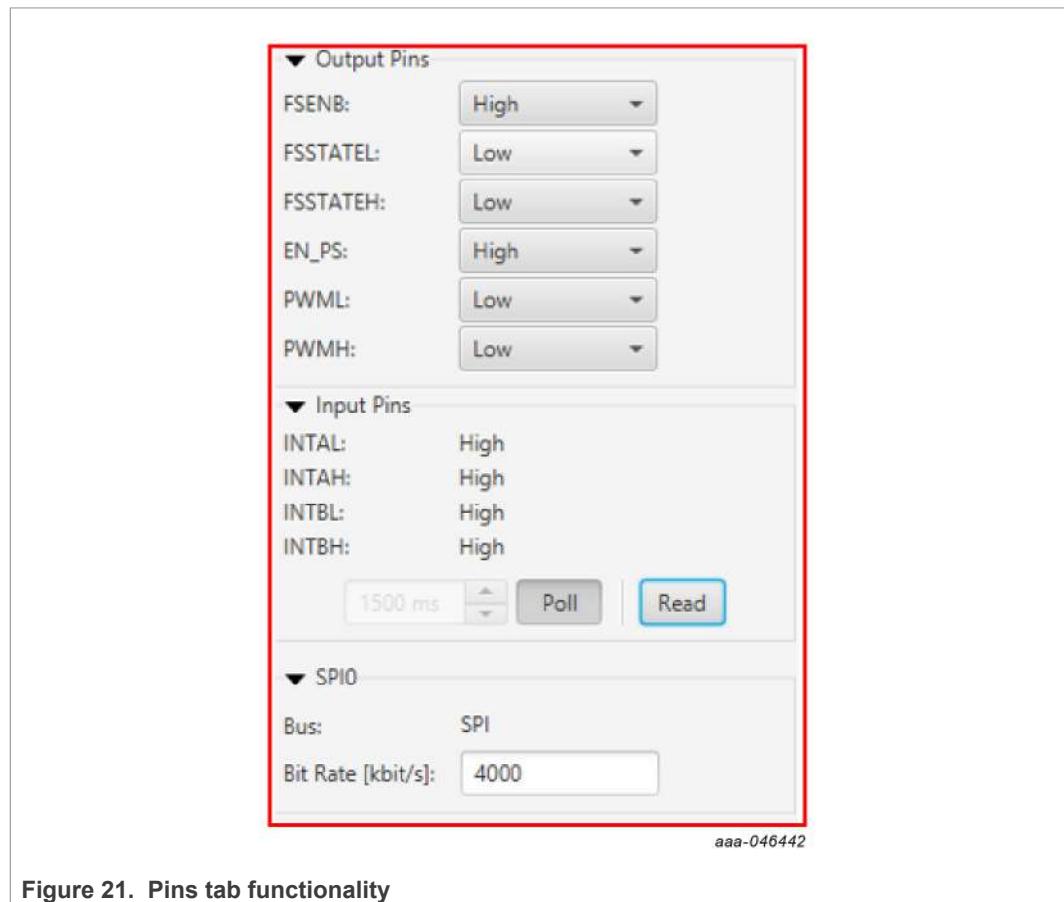 Output Pins
FSENB: High
FSSTATEL: Low
FSSTATEH: Low
EN_PS: High
PWML: Low
PWMH: Low
Input Pins
INTAL: High
INTAH: High
INTBL: High
INTBH: High
1500 ms Poll Read
SPI0
Bus: SPI
Bit Rate [kbit/s]: 4000
aaa-046442
Figure 21. Pins tab functionality